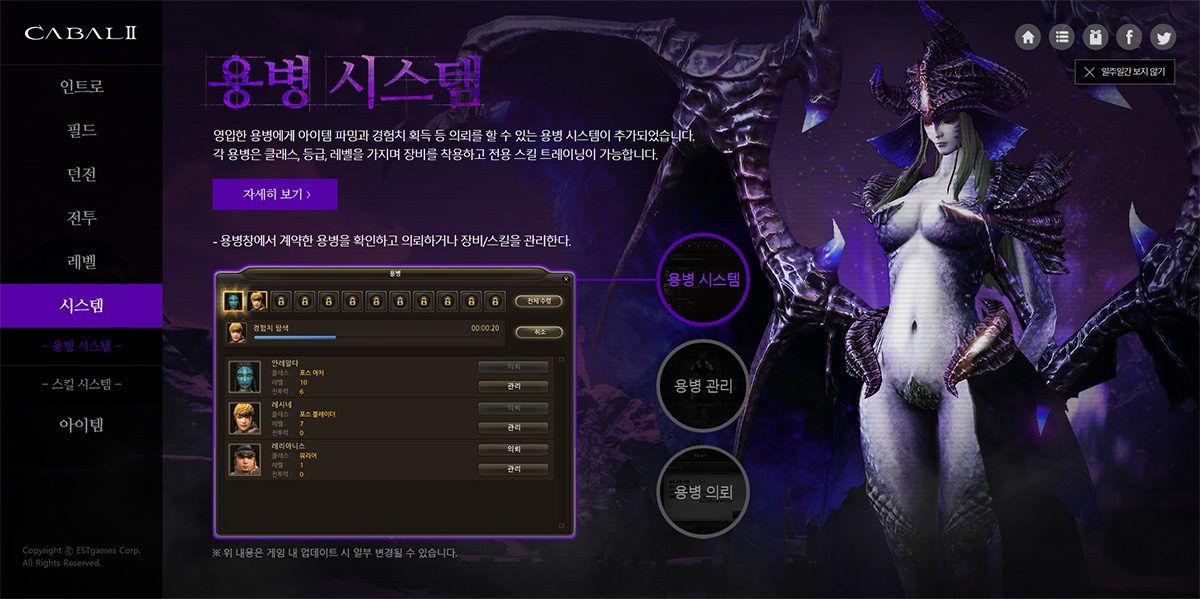 CABAL II
인트로
필드
던전
전투
레벨
시스템
– 용병 시스템 –
– 스킬 시스템 –
아이템
Copyright ⓒ ESTgames Corp.
All Rights Reserved.
용병 시스템
영입한 용병에게 아이템 파밍과 경험치 획득 등 의뢰를 할 수 있는 용병 시스템이 추가되었습니다.
각 용병은 클래스, 등급, 레벨을 가지며 장비를 착용하고 전용 스킬 트레이닝이 가능합니다.
자세히 보기 ›
- 용병창에서 계약한 용병을 확인하고 의뢰하거나 장비/스킬을 관리한다.
용병
전체 수령
경험치 탐색 00:00:20
취소
안레알다
클래스 : 포스 아처
레벨 : 10
전투력 : 6
의뢰
관리
레시네
클래스 : 포스 블레이더
레벨 : 7
전투력 : 0
의뢰
관리
레리아니스
클래스 : 워리어
레벨 : 1
전투력 : 0
의뢰
관리
※ 위 내용은 게임 내 업데이트 시 일부 변경될 수 있습니다.
용병 시스템
용병 관리
용병 의뢰
일주일간 보지 않기